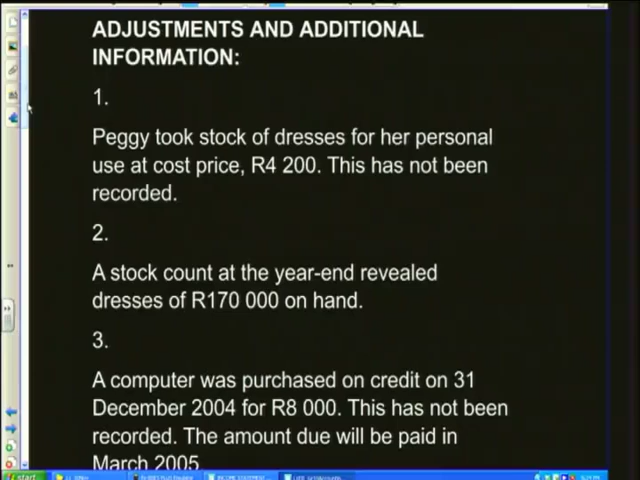 ADJUSTMENTS AND ADDITIONAL
INFORMATION:
1.
Peggy took stock of dresses for her personal
use at cost price, R4 200. This has not been
recorded.
2.
A stock count at the year-end revealed
dresses of R170 000 on hand.
3.
A computer was purchased on credit on 31
December 2004 for R8 000. This has not been
recorded. The amount due will be paid in
March 2005
start